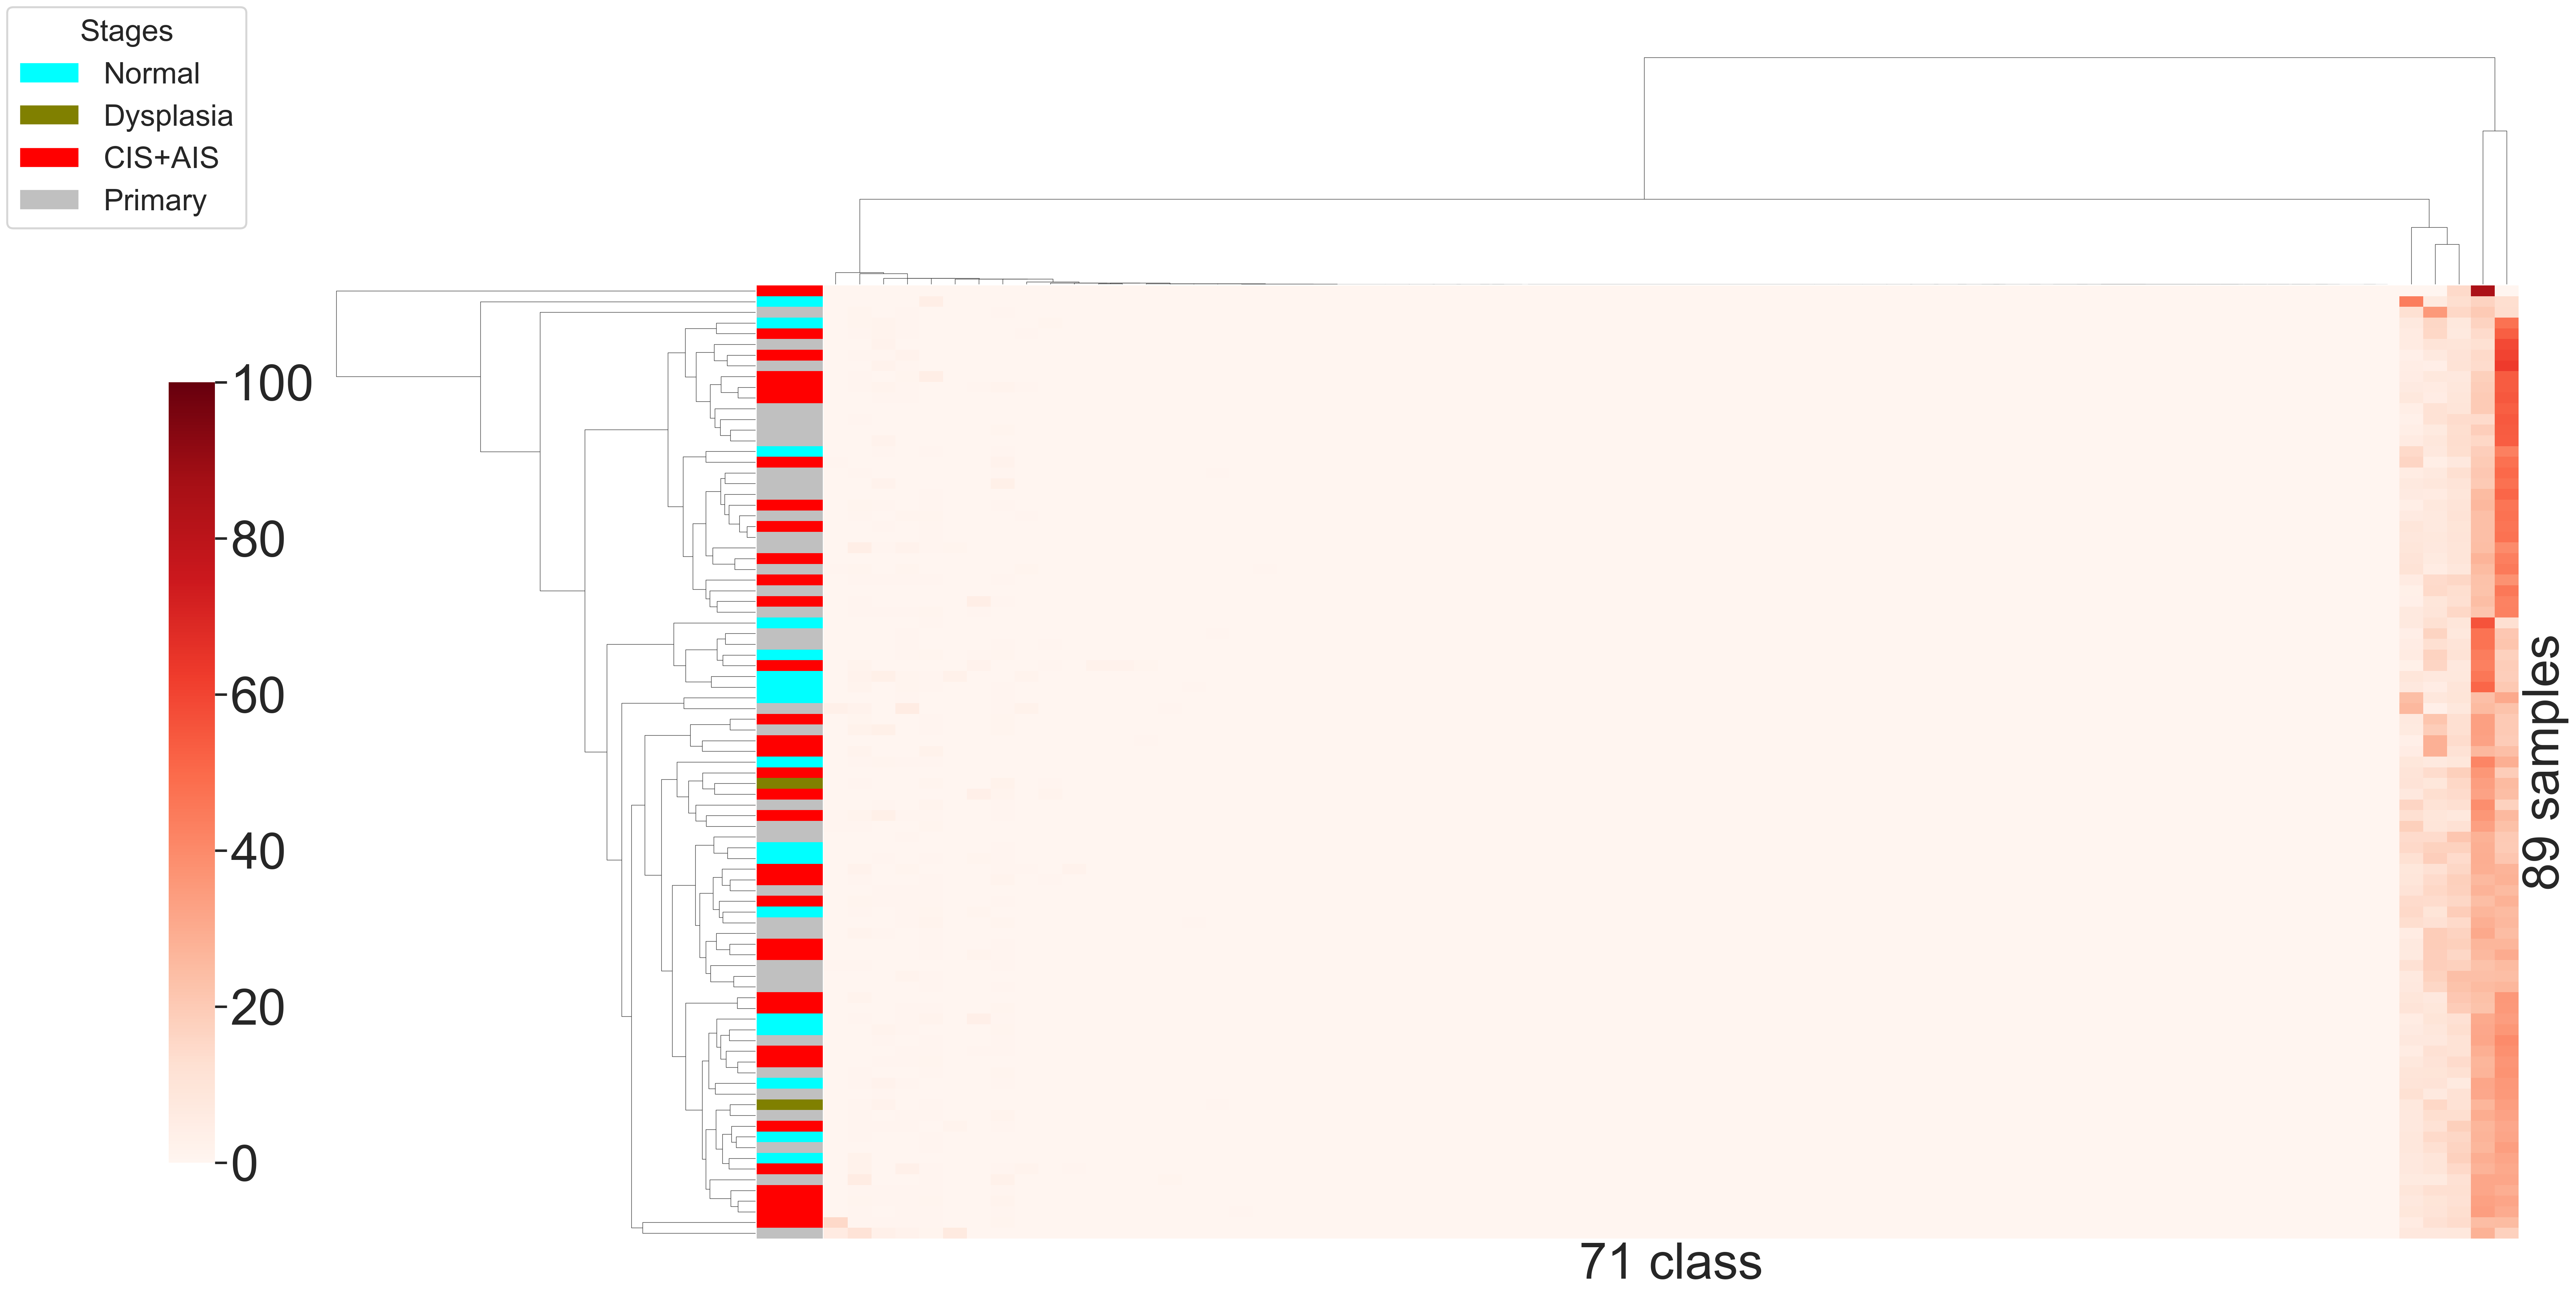 Stages
Normal
Dysplasia
CIS+AIS
Primary
100
80
60
40
20
0
89 samples
71 class